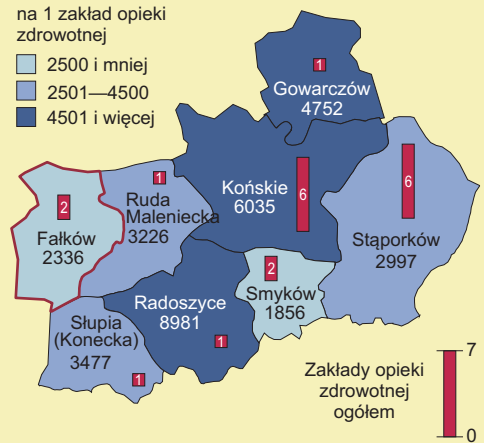 na 1 zakład opieki
zdrowotnej
2500 i mniej
2501—4500
4501 i więcej
1
Gowarczów
4752
6
Końskie
6035
6
Stąporków
2997
1
Ruda
Maleniecka
3226
2
Fałków
2336
2
Smyków
1856
Radoszyce
8981
1
Słupia
(Konecka)
3477
1
Zakłady opieki
zdrowotnej
ogółem
7
0